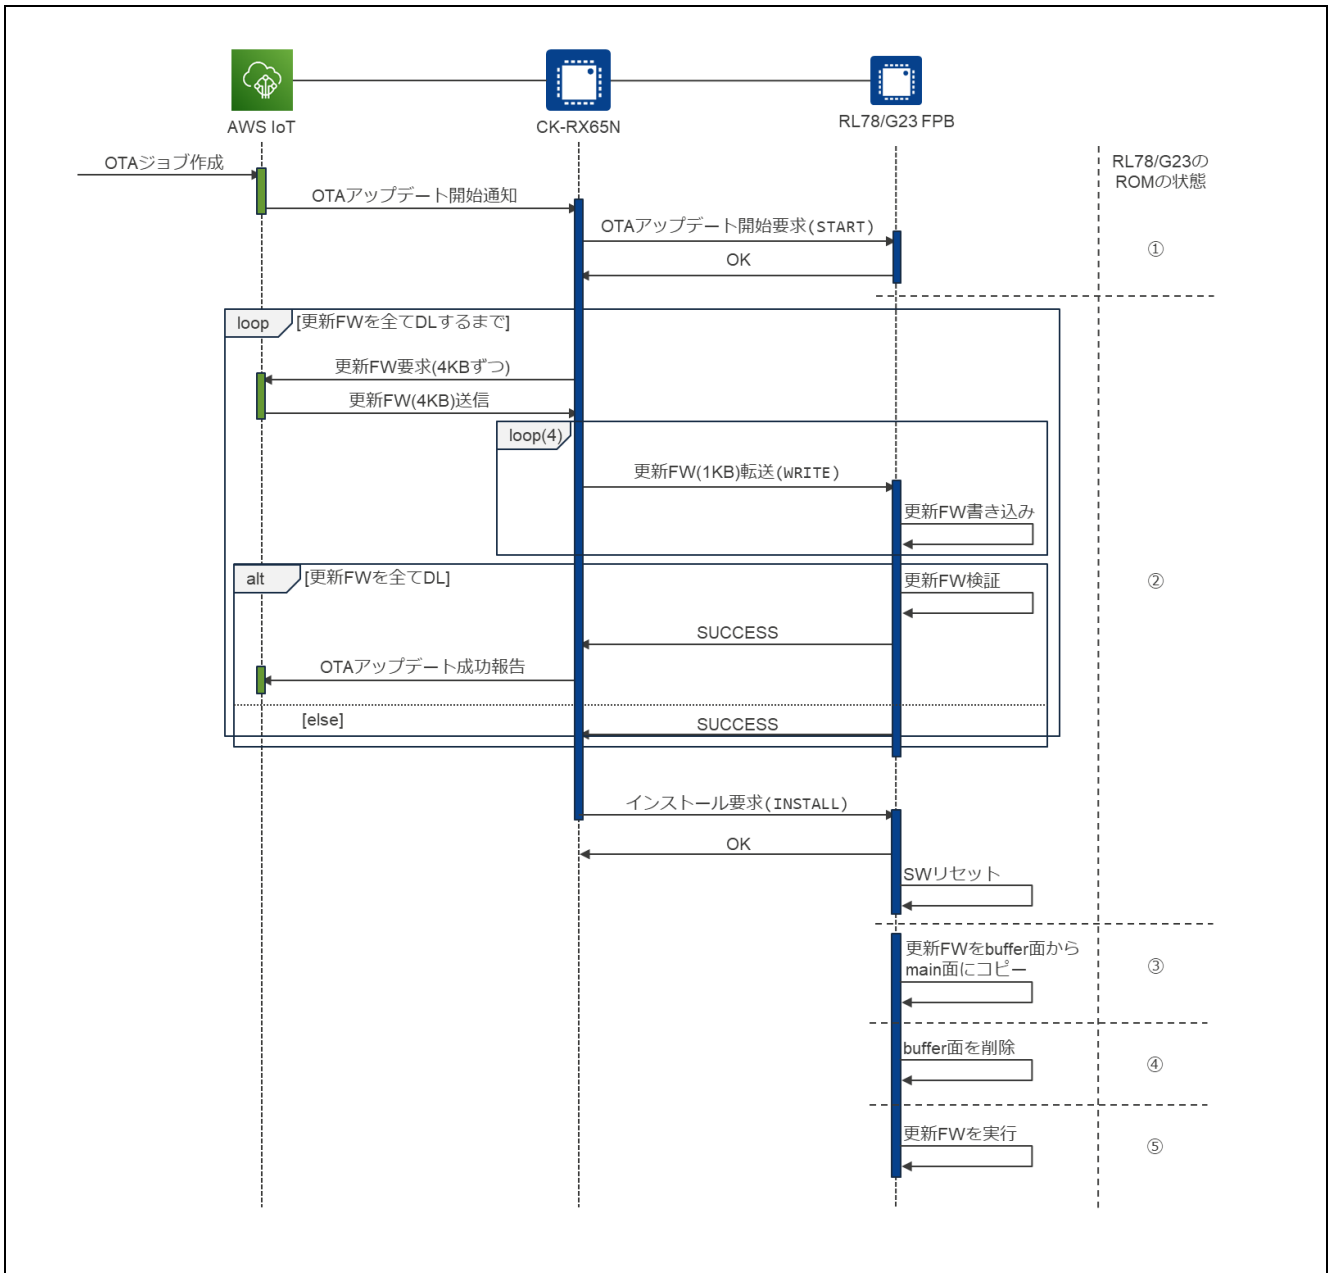 AWS IoT
CK-RX65N
RL78/G23 FPB
RL78/G23の
ROMの状態
OTAジョブ作成
OTAアップデート開始通知
OTAアップデート開始要求(START)
①
OK
loop
[更新FWを全てDLするまで]
更新FW要求(4KBずつ)
更新FW(4KB)送信
loop(4)
更新FW(1KB)転送(WRITE)
更新FW書き込み
alt
[更新FWを全てDL]
更新FW検証
②
SUCCESS
OTAアップデート成功報告
[else]
SUCCESS
インストール要求(INSTALL)
OK
SWリセット
更新FWをbuffer面から
main面にコピー
③
buffer面を削除
④
更新FWを実行
⑤